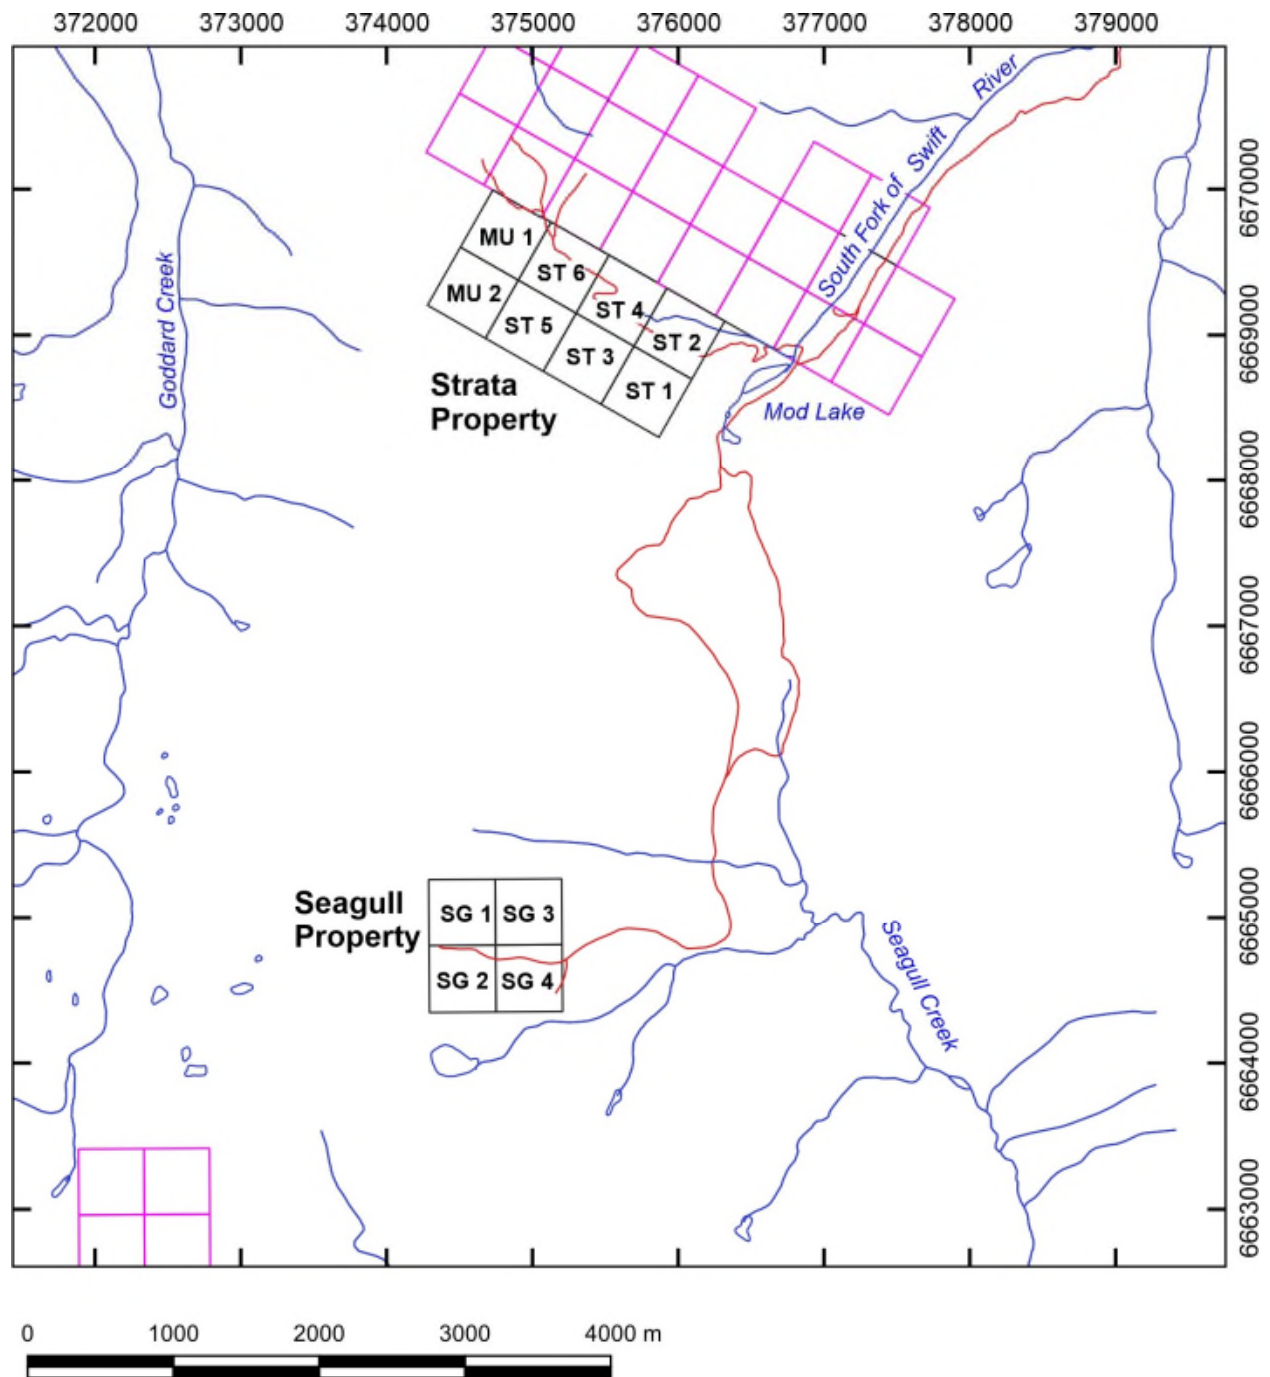 372000 373000 374000 375000 376000 377000 378000 379000
River
South Fork of Swift
6670000
MU 1
ST 6
Goddard Creek
MU 2
ST 4
6669000
ST 5
ST 2
ST 3
ST 1
Strata
Property
Mod Lake
6668000
6667000
6666000
Seagull
Property
SG 1
SG 3
6665000
SG 2
SG 4
Seagull Creek
6664000
6663000
0 1000 2000 3000 4000 m